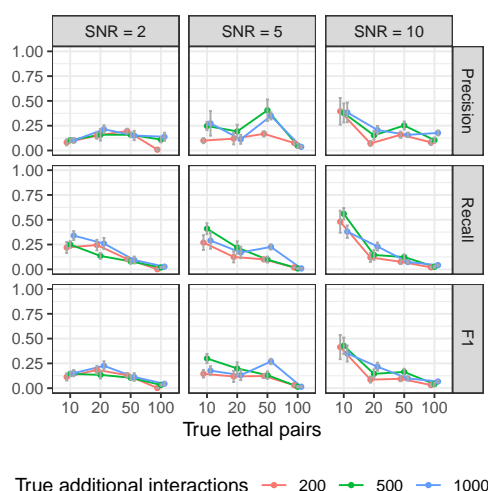 SNR = 2 SNR = 5 SNR = 10
1.00
0.75
0.50
0.25
0.00
Precision
1.00
0.75
0.50
0.25
0.00
Recall
1.00
0.75
0.50
0.25
0.00
F1
10 20 50 100 10 20 50 100 10 20 50 100
True lethal pairs
True additional interactions 200 500 1000